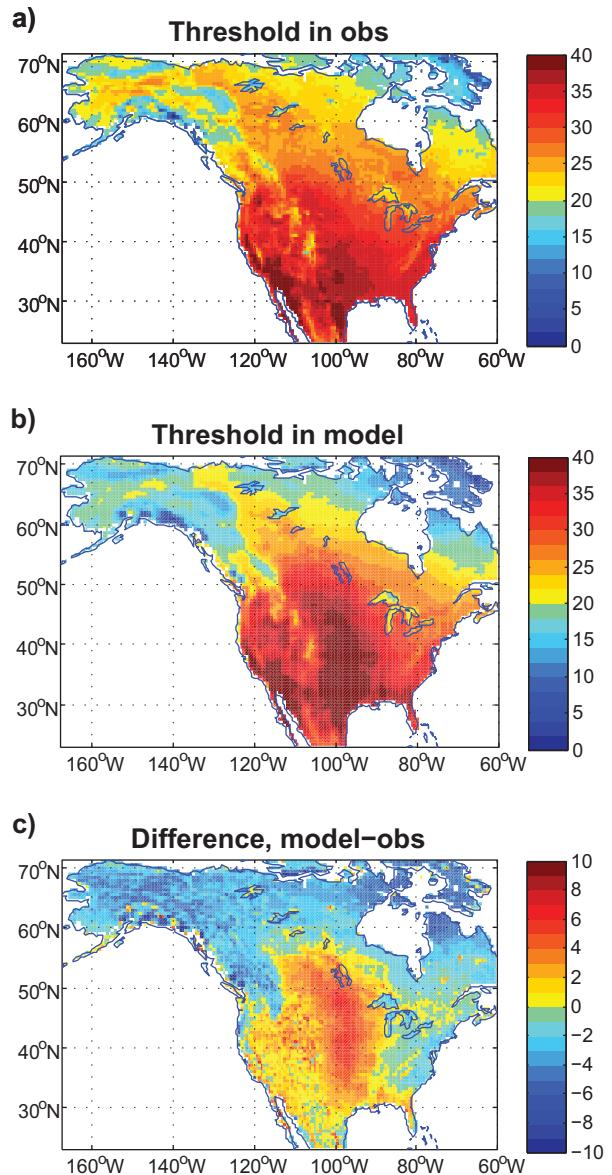 a)
Threshold in obs
70°N
60°N
50°N
40°N
30°N
160°W 140°W 120°W 100°W 80°W 60°W
40
35
30
25
20
15
10
5
0
b)
Threshold in model
70°N
60°N
50°N
40°N
30°N
160°W 140°W 120°W 100°W 80°W 60°W
40
35
30
25
20
15
10
5
0
c)
Difference, model−obs
70°N
60°N
50°N
40°N
30°N
160°W 140°W 120°W 100°W 80°W 60°W
10
8
6
4
2
0
−2
−4
−6
−8
−10